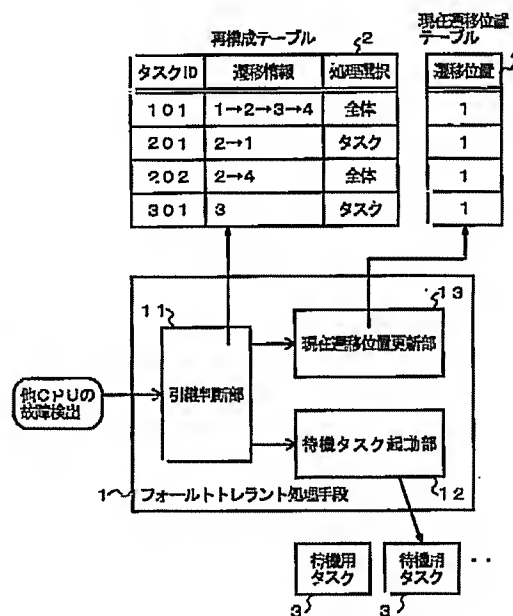 再構成テーブル
2
現在遷移位置
テーブル
タスクID 遷移情報 処理選択
遷移位置
101 1→2→3→4 全体 1
201 2→1 タスク 1
202 2→4 全体 1
301 3 タスク 1
11
13
引継判断部
現在遷移位置更新部
他CPUの
故障検出
待機タスク起動部
12
1 フォールトトレラント処理手段
待機用
タスク
3
待機用
タスク
3
‥